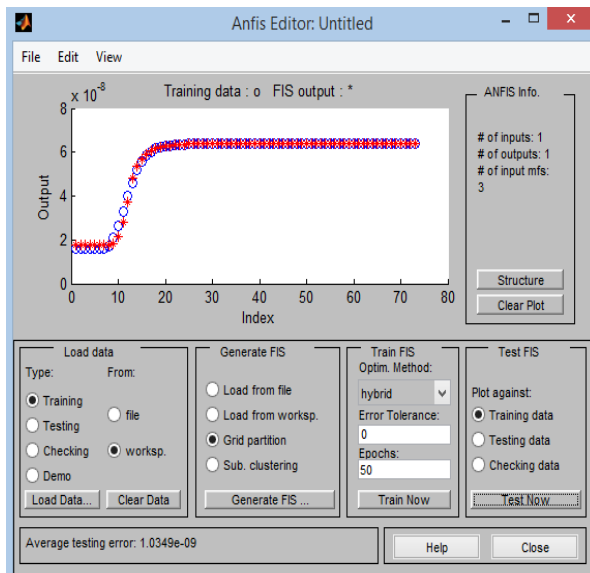 Anfis Editor: Untitled
File Edit View
x 10^-8
Training data : o FIS output : *
8
6
4
2
0
Output
0 10 20 30 40 50 60 70 80
Index
ANFIS Info.
# of inputs: 1
# of outputs: 1
# of input mfs:
3
Structure
Clear Plot
Load data
Type: From:
Training
Testing
Checking
Demo
file
worksp.
Load Data... Clear Data
Generate FIS
Load from file
Load from worksp.
Grid partition
Sub. clustering
Generate FIS ...
Train FIS
Optim. Method:
hybrid
Error Tolerance:
0
Epochs:
50
Train Now
Test FIS
Plot against:
Training data
Testing data
Checking data
Test Now
Average testing error: 1.0349e-09
Help
Close